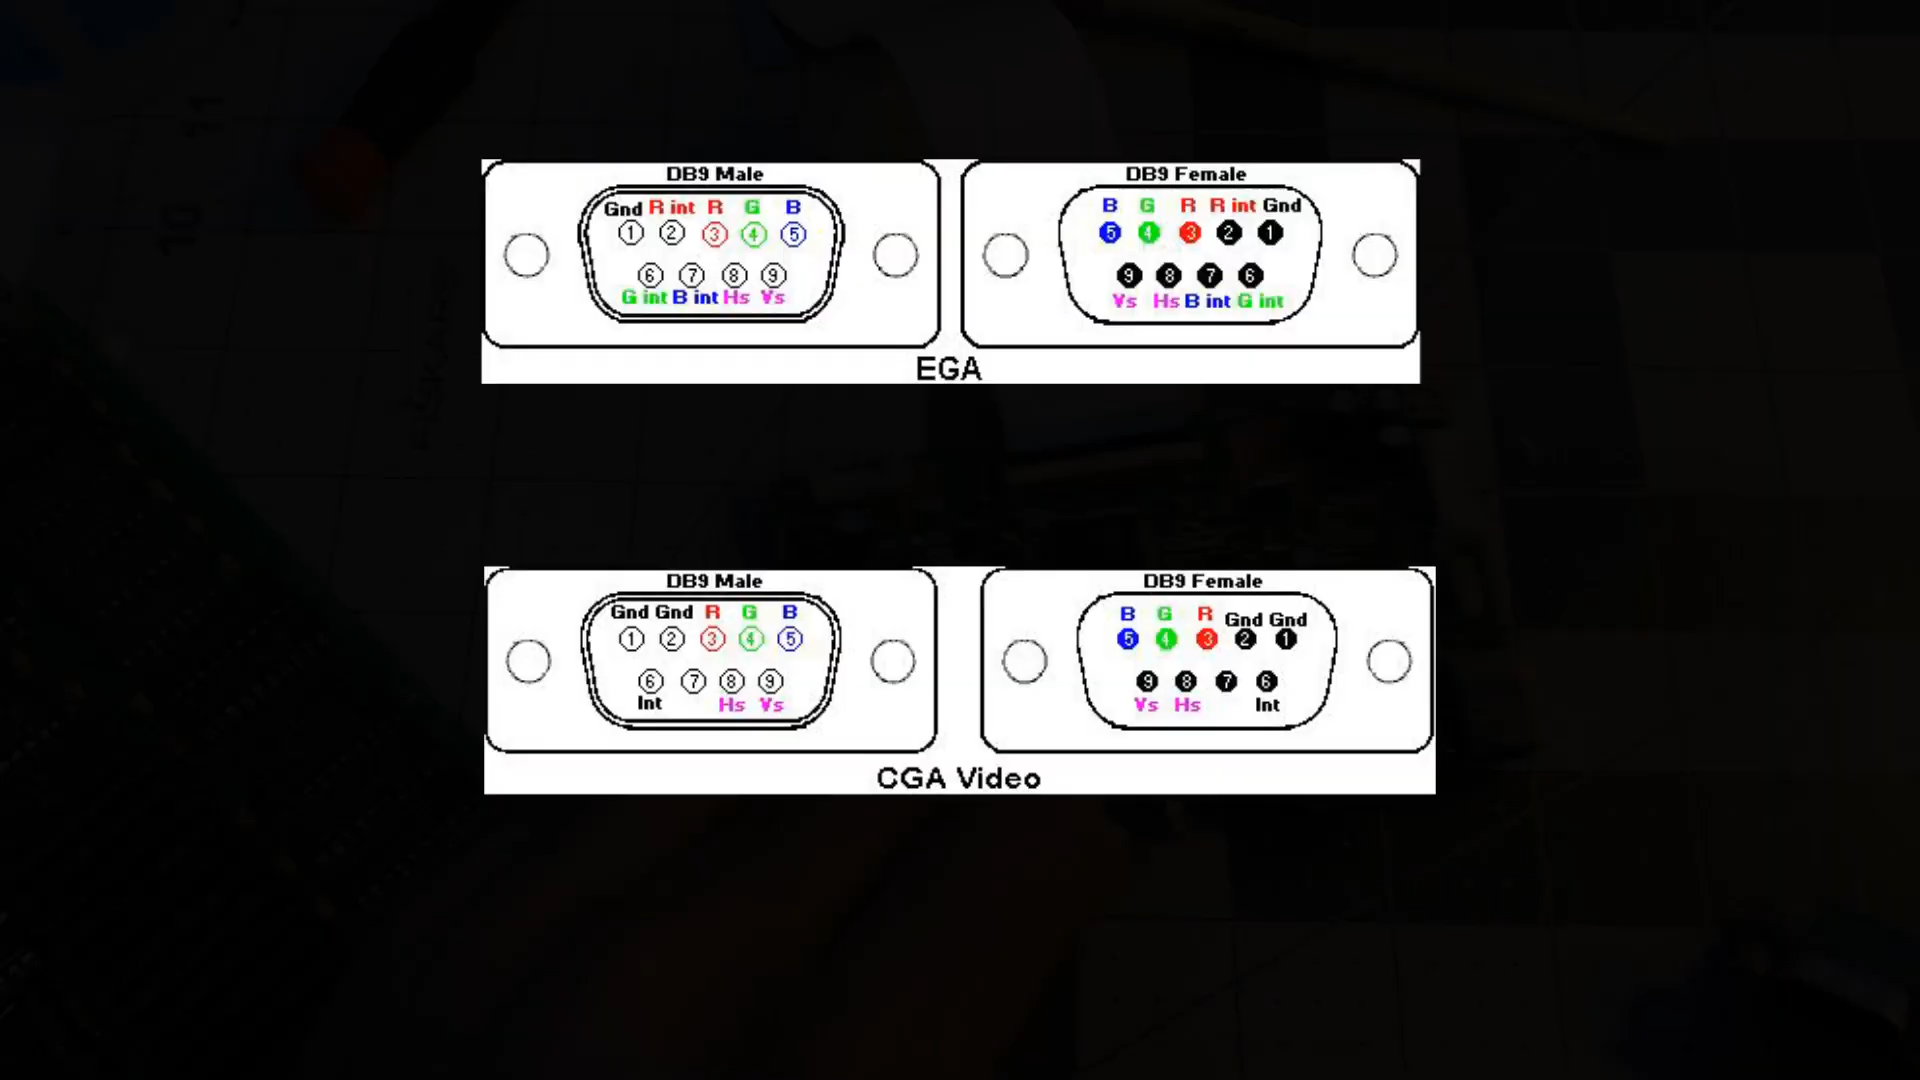 DB9 Male
Gnd R int R G B
1 2 3 4 5
6 7 8 9
G int B int Hs Vs
DB9 Female
B G R R int Gnd
5 4 3 2 1
9 8 7 6
Vs Hs B int G int
EGA
DB9 Male
Gnd Gnd R G B
1 2 3 4 5
6 7 8 9
Int Hs Vs
DB9 Female
B G R Gnd Gnd
5 4 3 2 1
9 8 7 6
Vs Hs Int
CGA Video
11
10